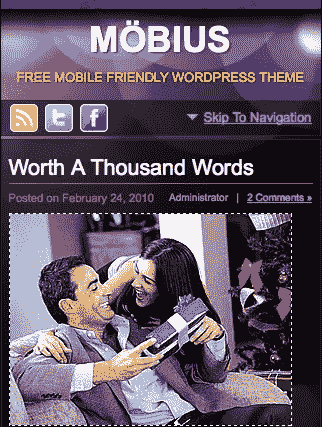 MÖBIUS
FREE MOBILE FRIENDLY WORDPRESS THEME
Skip To Navigation
Worth A Thousand Words
Posted on February 24, 2010 Administrator | 2 Comments »